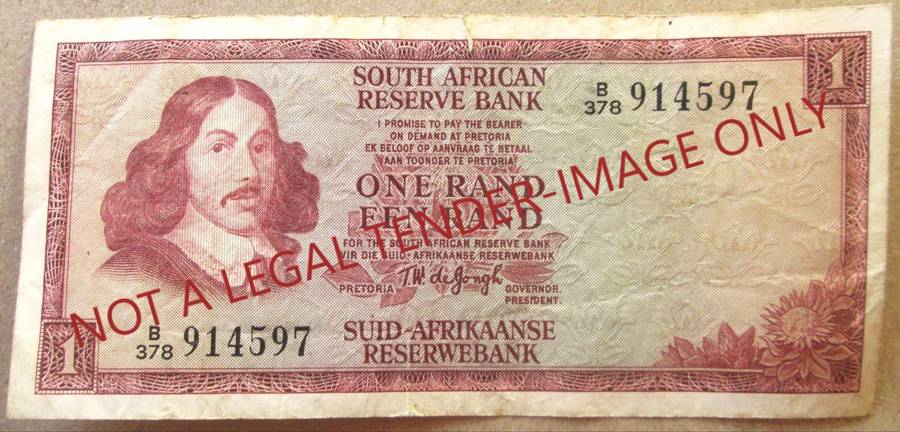 1
SOUTH AFRICAN
RESERVE BANK
B
378 914597
I PROMISE TO PAY THE BEARER
ON DEMAND AT PRETORIA
EK BELOOF OP AANVRAAG TE BETAAL
AAN TOONDER TE PRETORIA
ONE RAND
EEN RAND
FOR THE SOUTH AFRICAN RESERVE BANK
VIR DIE SUID-AFRIKAANSE RESERWEBANK
T.W. de Jongh
PRETORIA GOVERNOR.
PRESIDENT.
B
378 914597
SUID-AFRIKAANSE
RESERWEBANK
1
NOT A LEGAL TENDER-IMAGE ONLY